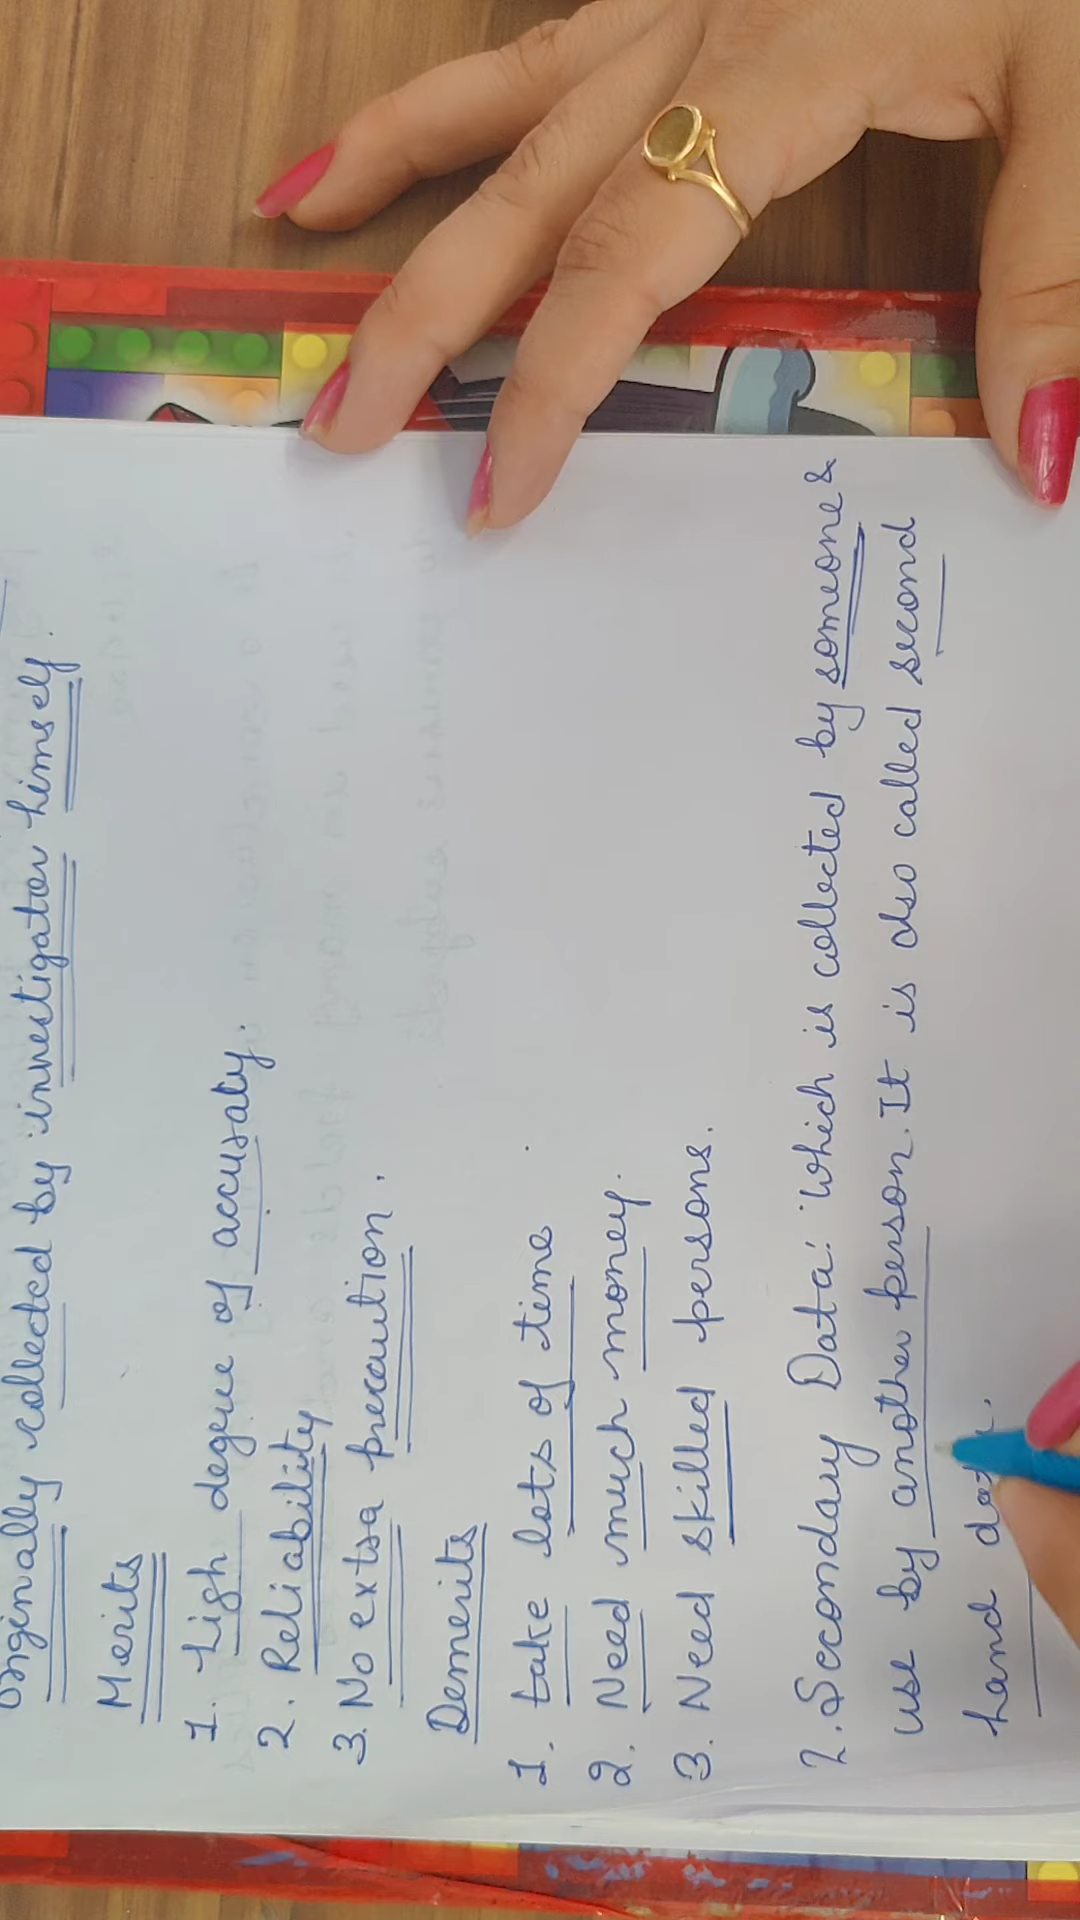 originally collected by investigator himself.
Merits
1. high degree of accuraty.
2. Reliability
3. No extra precaution.
Demerits
1. take lots of time
2. Need much money.
3. Need skilled persons.
2. Secondary Data: which is collected by someone &
use by another person. It is also called second
hand data.